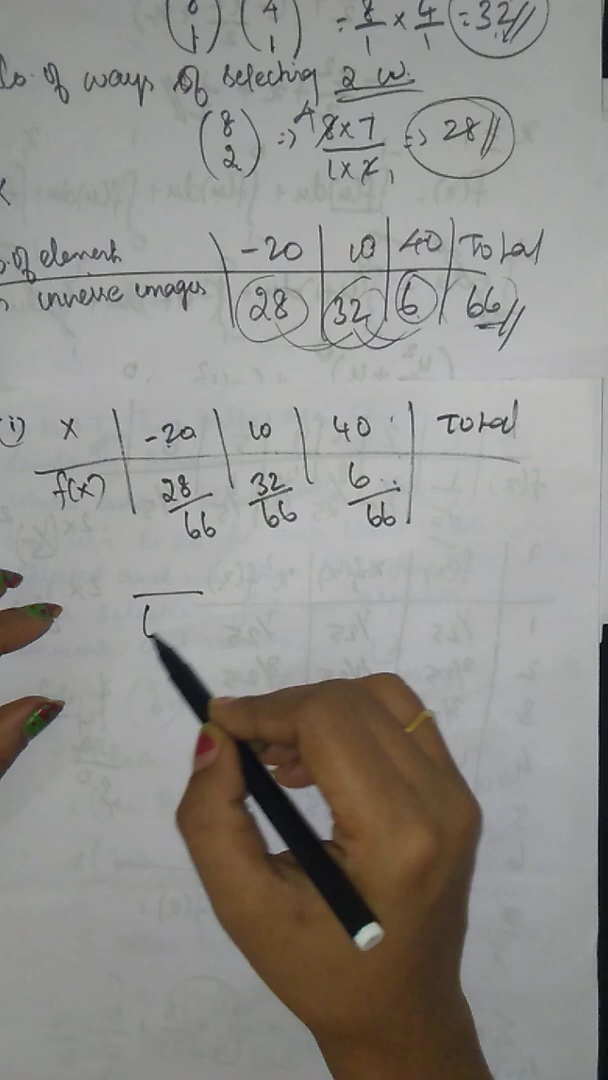 (8 1) (4 1) = 8/1 × 4/1 = 32//
No. of ways of selecting 2 W.
(8 2) => 8×7/1×2 => 28//
of element | -20 | 10 | 40 | Total
inverse images | 28 | 32 | 6 | 66//
(i) X | -20 | 10 | 40 | Total
f(x) | 28/66 | 32/66 | 6/66 |